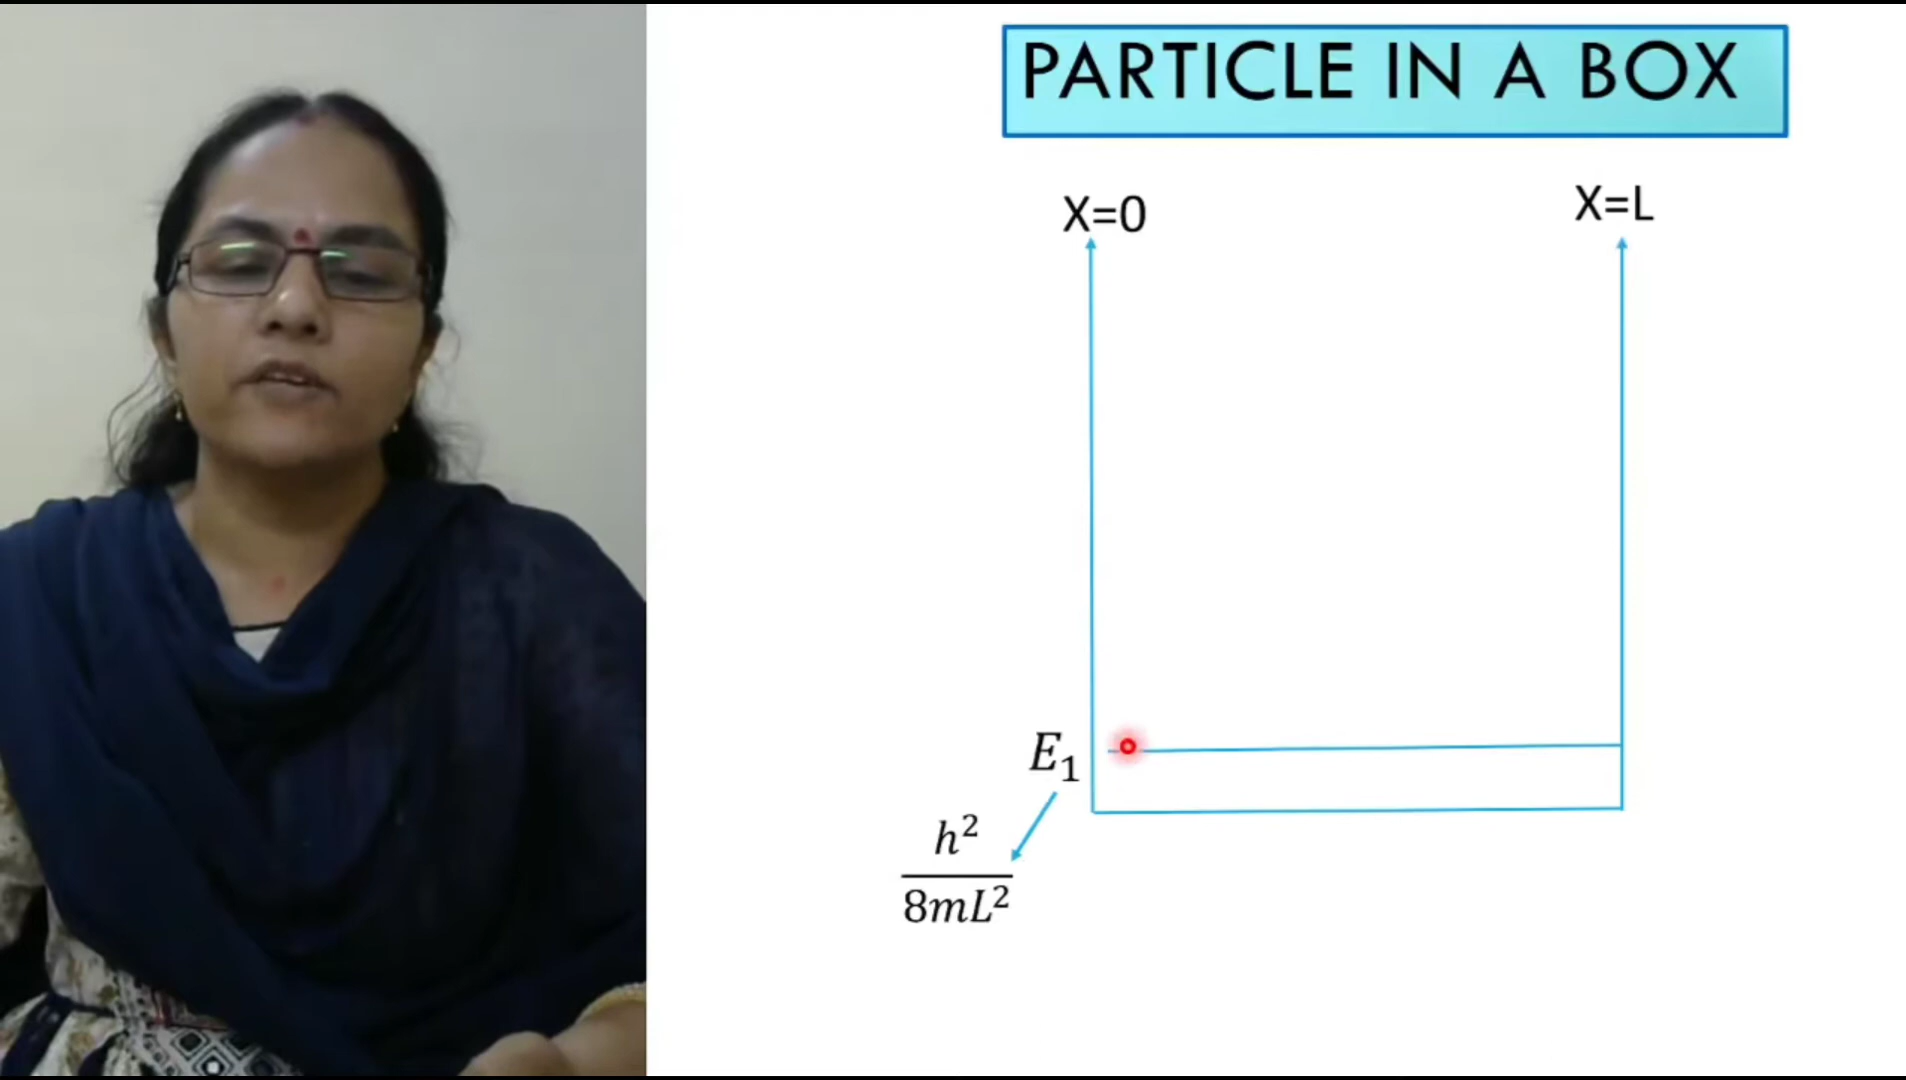 PARTICLE IN A BOX
X=0
X=L
E₁
h²
8mL²